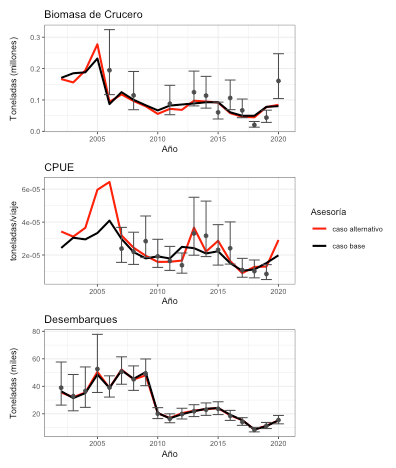 Biomasa de Crucero
Toneladas (millones)
0.3
0.2
0.1
0.0
2005
2010
2015
2020
Año
CPUE
toneladas/viaje
6e-05
4e-05
2e-05
2005
2010
2015
2020
Año
Asesoría
caso alternativo
caso base
Desembarques
Toneladas (miles)
80
60
40
20
2005
2010
2015
2020
Año